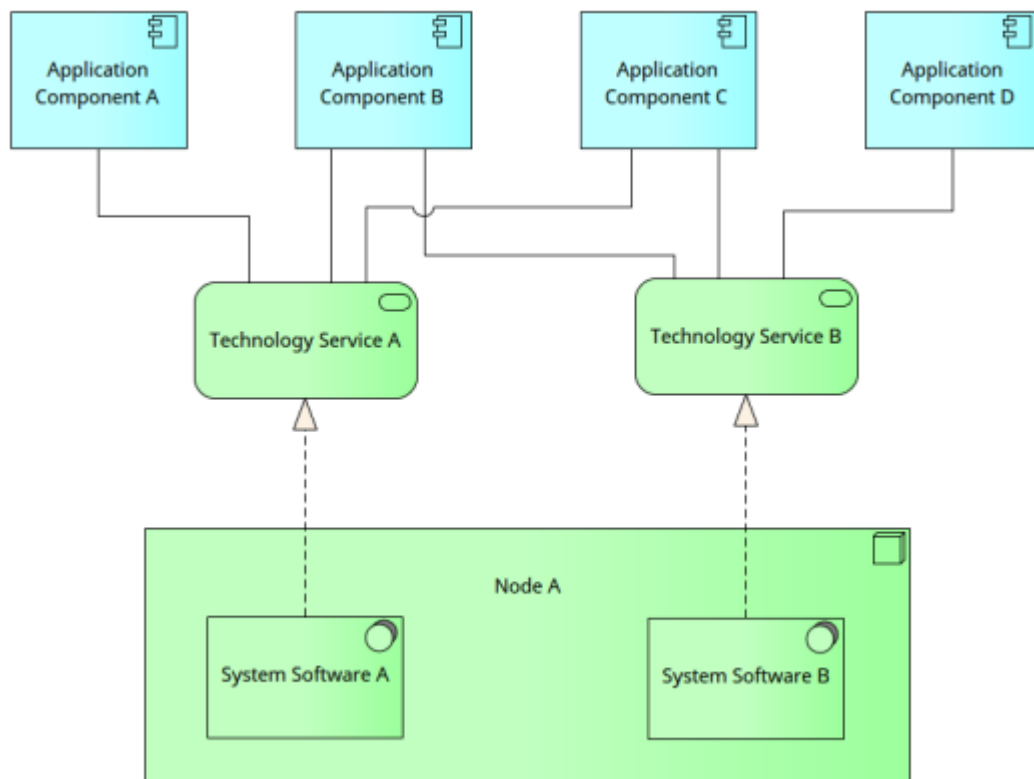 Application
Component A
Application
Component B
Application
Component C
Application
Component D
Technology Service A
Technology Service B
Node A
System Software A
System Software B